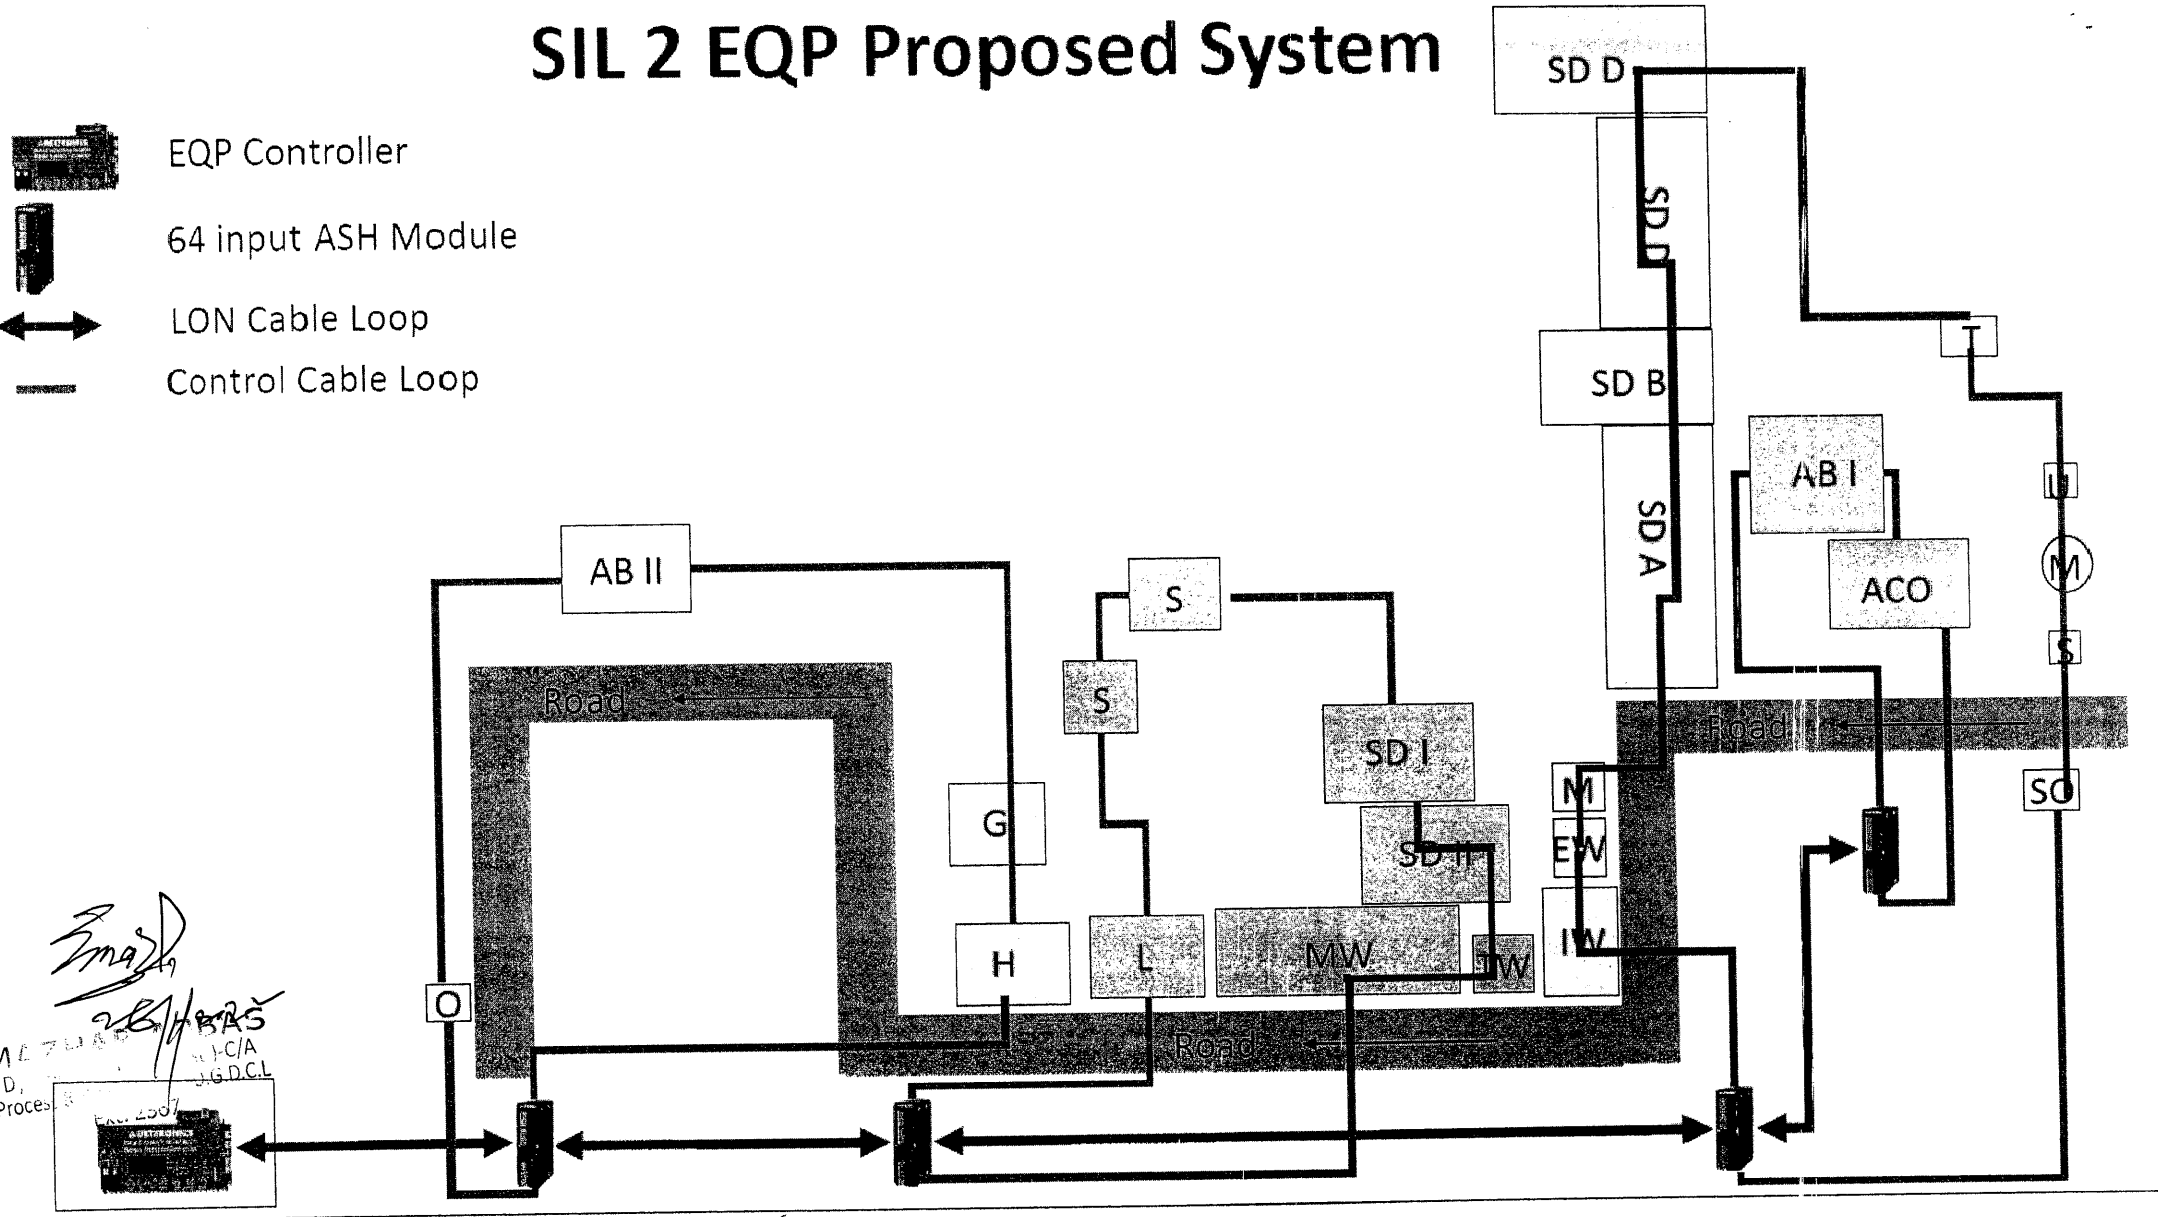 SIL 2 EQP Proposed System
EQP Controller
64 input ASH Module
LON Cable Loop
Control Cable Loop
SD D
SD D
SD B
SD A
T
AB I
ACO
U
M
S
SO
AB II
S
S
SD I
SD II
M
EW
IW
MW
TW
G
H
L
O
Road
Road
Road
C/A
J.G.D.C.L
D,
Proces